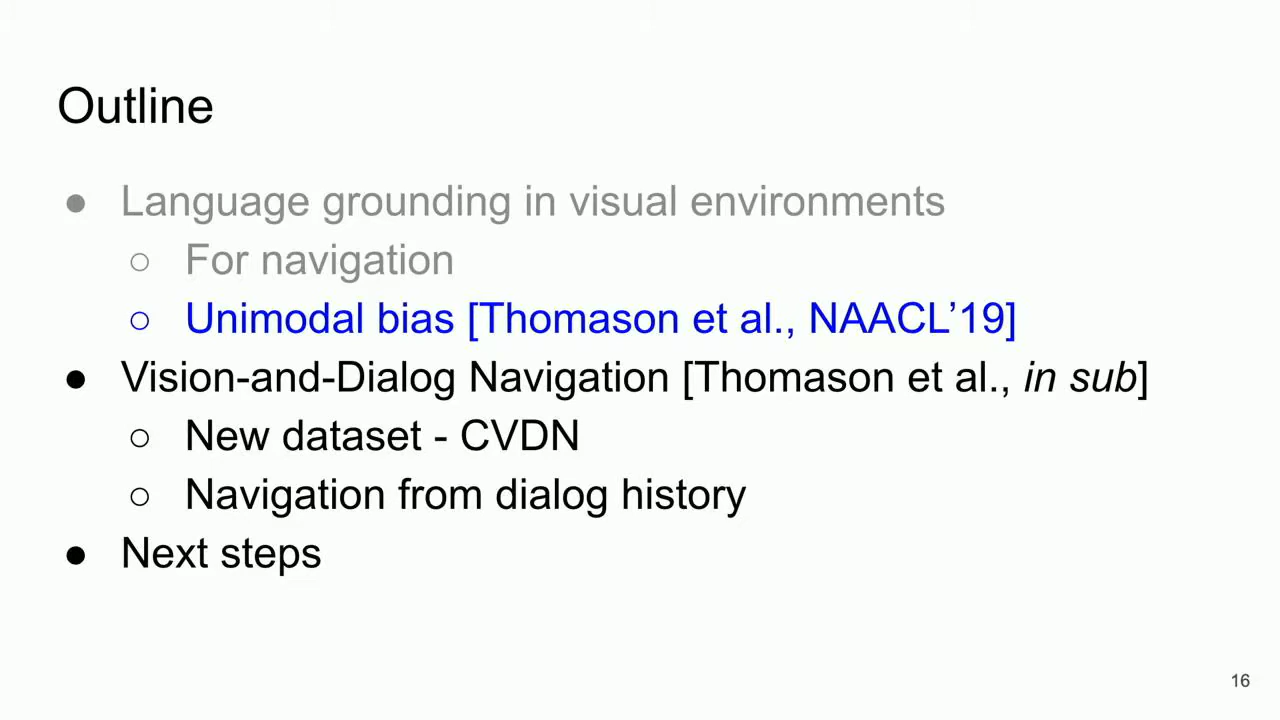 Outline
● Language grounding in visual environments
○ For navigation
○ Unimodal bias [Thomason et al., NAACL’19]
● Vision-and-Dialog Navigation [Thomason et al., in sub]
○ New dataset - CVDN
○ Navigation from dialog history
● Next steps
16